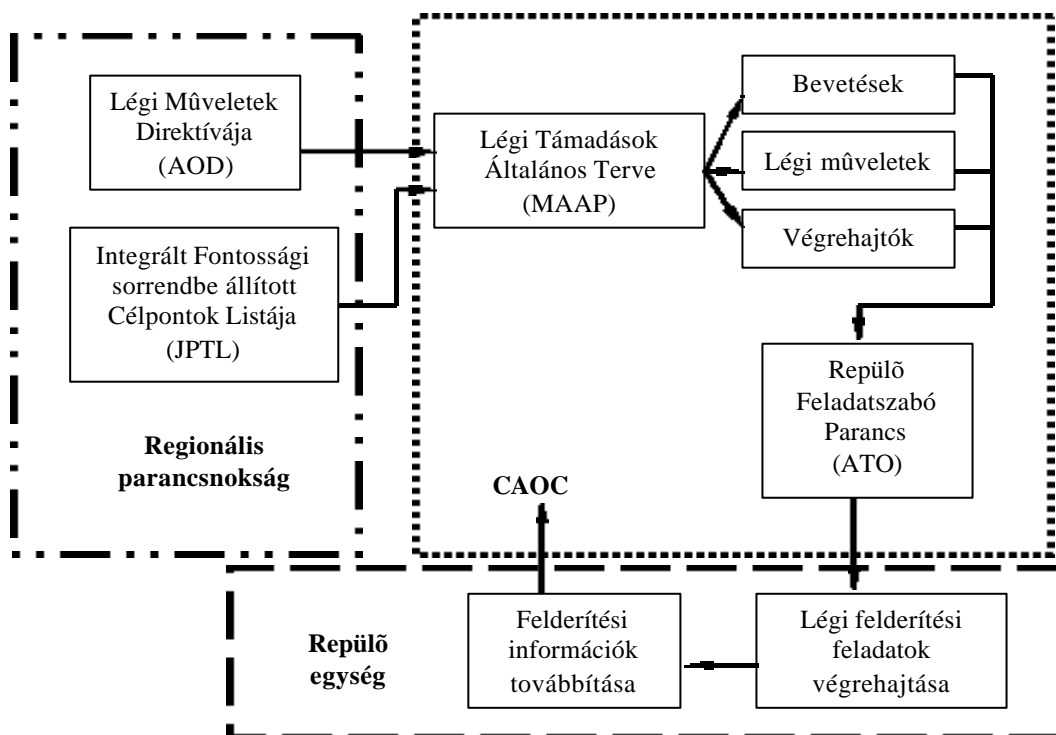 Légi Mûveletek
Direktívája
(AOD)
Integrált Fontossági
sorrendbe állított
Célpontok Listája
(JPTL)
Regionális
parancsnokság
Légi Támadások
Általános Terve
(MAAP)
Bevetések
Légi mûveletek
Végrehajtók
Repülõ
Feladatszabó
Parancs
(ATO)
CAOC
Repülõ
egység
Felderítési
információk
továbbítása
Légi felderítési
feladatok
végrehajtása